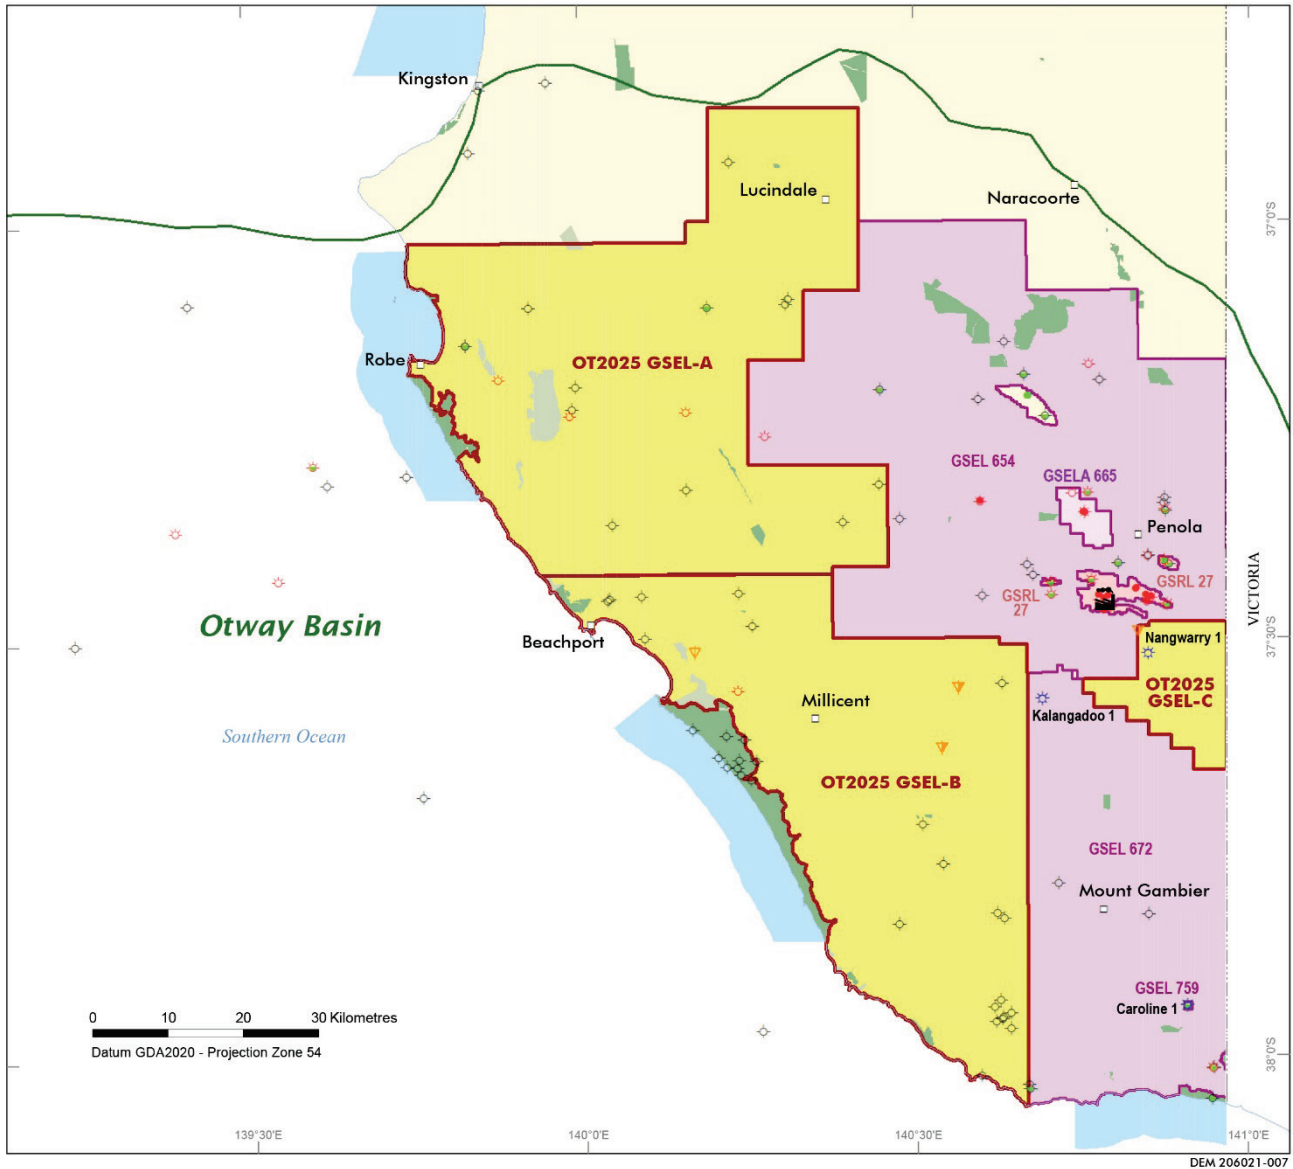 Kingston
Lucindale
Naracoorte
37°0'S
Robe
OT2025 GSEL-A
GSEL 654
GSELA 665
Penola
GSRL 27
GSRL
27
VICTORIA
Otway Basin
Beachport
Nangwarry 1
37°30'S
OT2025
GSEL-C
Millicent
Kalangadoo 1
Southern Ocean
OT2025 GSEL-B
GSEL 672
Mount Gambier
GSEL 759
Caroline 1
0 10 20 30 Kilometres
Datum GDA2020 - Projection Zone 54
38°0'S
139°30'E 140°0'E 140°30'E 141°0'E
DEM 206021-007